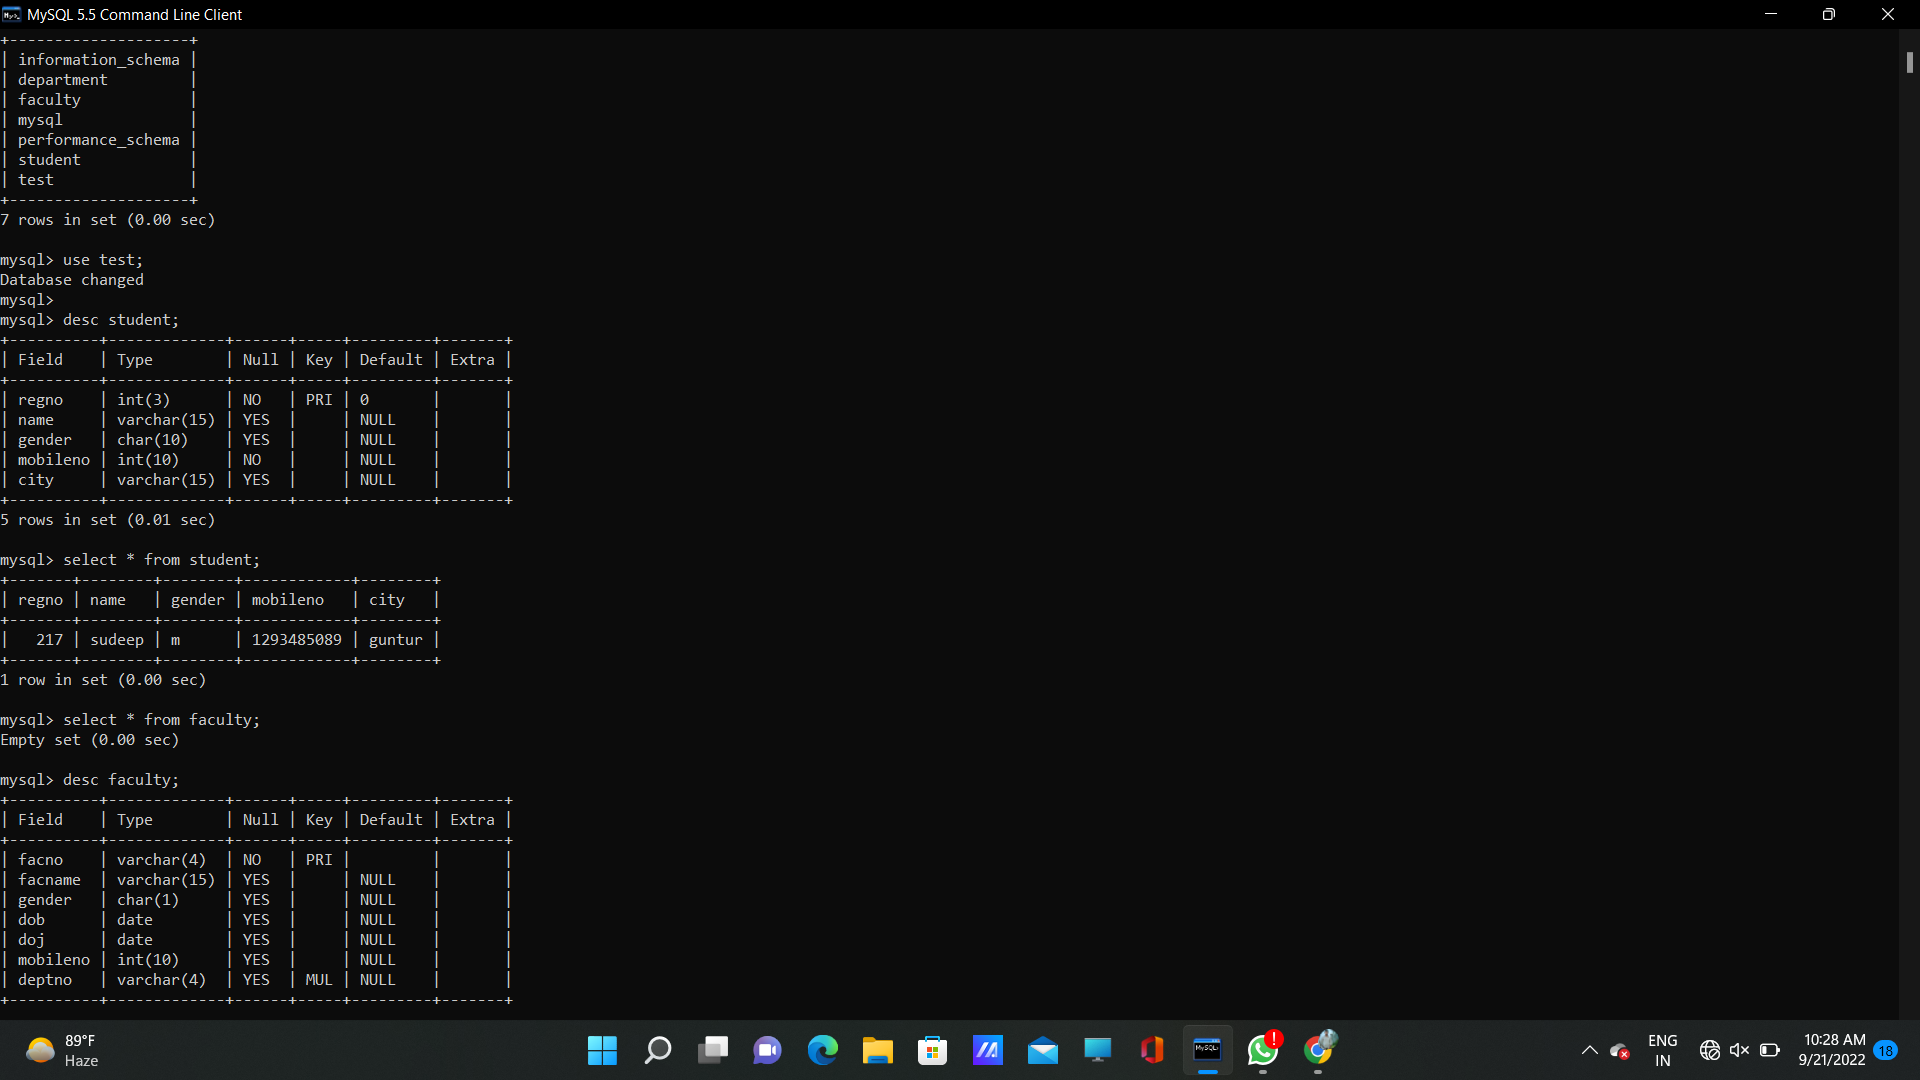 MySQL 5.5 Command Line Client
+--------------------+
| information_schema |
| department         |
| faculty            |
| mysql              |
| performance_schema |
| student            |
| test               |
+--------------------+
7 rows in set (0.00 sec)
mysql> use test;
Database changed
mysql>
mysql> desc student;
+----------+-------------+------+-----+---------+-------+
| Field    | Type        | Null | Key | Default | Extra |
+----------+-------------+------+-----+---------+-------+
| regno    | int(3)      | NO   | PRI | 0       |       |
| name     | varchar(15) | YES  |     | NULL    |       |
| gender   | char(10)    | YES  |     | NULL    |       |
| mobileno | int(10)     | NO   |     | NULL    |       |
| city     | varchar(15) | YES  |     | NULL    |       |
+----------+-------------+------+-----+---------+-------+
5 rows in set (0.01 sec)
mysql> select * from student;
+-------+--------+--------+------------+--------+
| regno | name   | gender | mobileno   | city   |
+-------+--------+--------+------------+--------+
|   217 | sudeep | m      | 1293485089 | guntur |
+-------+--------+--------+------------+--------+
1 row in set (0.00 sec)
mysql> select * from faculty;
Empty set (0.00 sec)
mysql> desc faculty;
+----------+-------------+------+-----+---------+-------+
| Field    | Type        | Null | Key | Default | Extra |
+----------+-------------+------+-----+---------+-------+
| facno    | varchar(4)  | NO   | PRI |         |       |
| facname  | varchar(15) | YES  |     | NULL    |       |
| gender   | char(1)     | YES  |     | NULL    |       |
| dob      | date        | YES  |     | NULL    |       |
| doj      | date        | YES  |     | NULL    |       |
| mobileno | int(10)     | YES  |     | NULL    |       |
| deptno   | varchar(4)  | YES  | MUL | NULL    |       |
+----------+-------------+------+-----+---------+-------+
89°F
Haze
ENG
IN
10:28 AM
9/21/2022
18